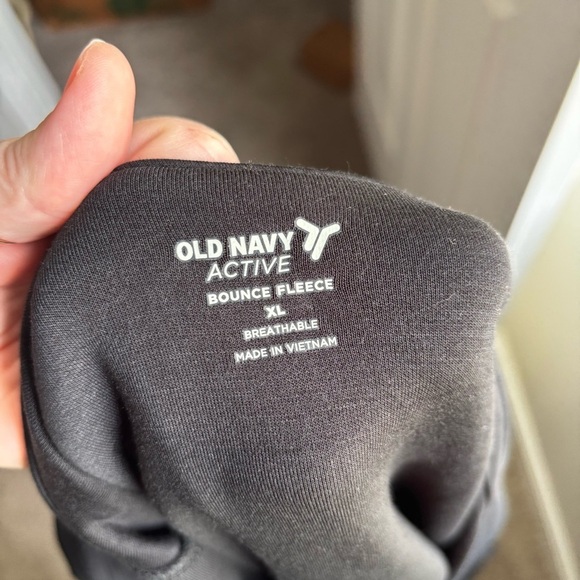 OLD NAVY
ACTIVE
BOUNCE FLEECE
XL
BREATHABLE
MADE IN VIETNAM